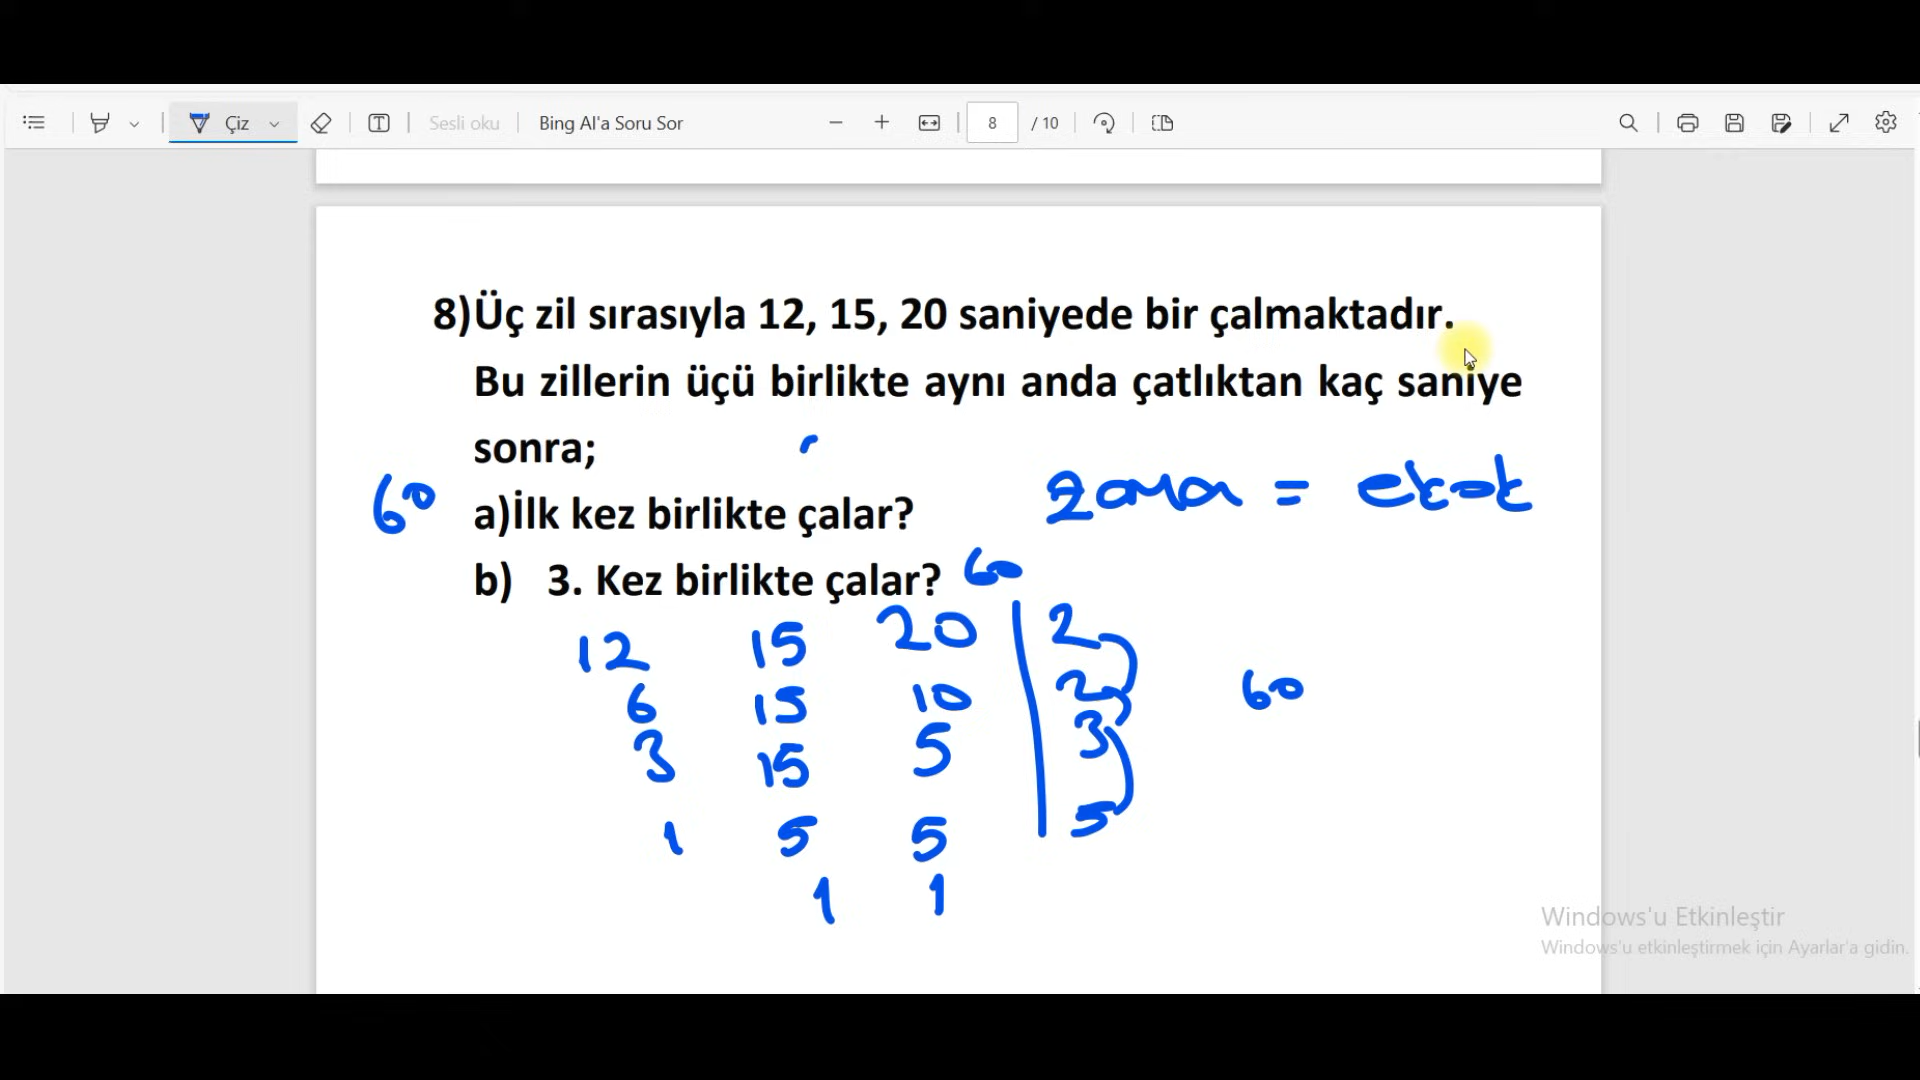 Çiz
Sesli oku
Bing AI'a Soru Sor
8
/ 10
8)Üç zil sırasıyla 12, 15, 20 saniyede bir çalmaktadır.
Bu zillerin üçü birlikte aynı anda çatlıktan kaç saniye
sonra;
60
a)İlk kez birlikte çalar?
zaman = ekok
b) 3. Kez birlikte çalar?
60
12 15 20 2
6 15 10 2
60
3 15 5 3
1 5 5 5
1 1
Windows'u Etkinleştir
Windows'u etkinleştirmek için Ayarlar'a gidin.